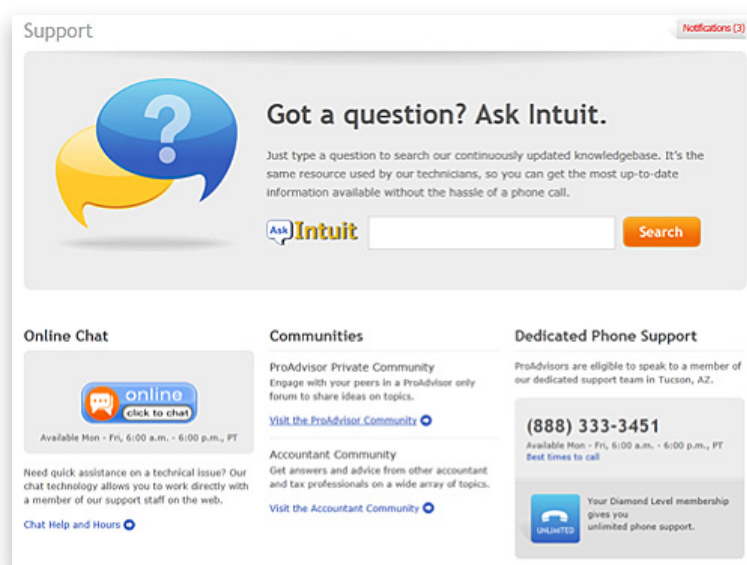 Support
Notifications (3)
?
Got a question? Ask Intuit.
Just type a question to search our continuously updated knowledgebase. It's the
same resource used by our technicians, so you can get the most up-to-date
information available without the hassle of a phone call.
Ask Intuit
Search
Online Chat
online
click to chat
Available Mon - Fri, 6:00 a.m. - 6:00 p.m., PT
Need quick assistance on a technical issue? Our
chat technology allows you to work directly with
a member of our support staff on the web.
Chat Help and Hours
Communities
ProAdvisor Private Community
Engage with your peers in a ProAdvisor only
forum to share ideas on topics.
Visit the ProAdvisor Community
Accountant Community
Get answers and advice from other accountant
and tax professionals on a wide array of topics.
Visit the Accountant Community
Dedicated Phone Support
ProAdvisors are eligible to speak to a member of
our dedicated support team in Tucson, AZ.
(888) 333-3451
Available Mon - Fri, 6:00 a.m. - 6:00 p.m., PT
Best times to call
UNLIMITED
Your Diamond Level membership
gives you
unlimited phone support.